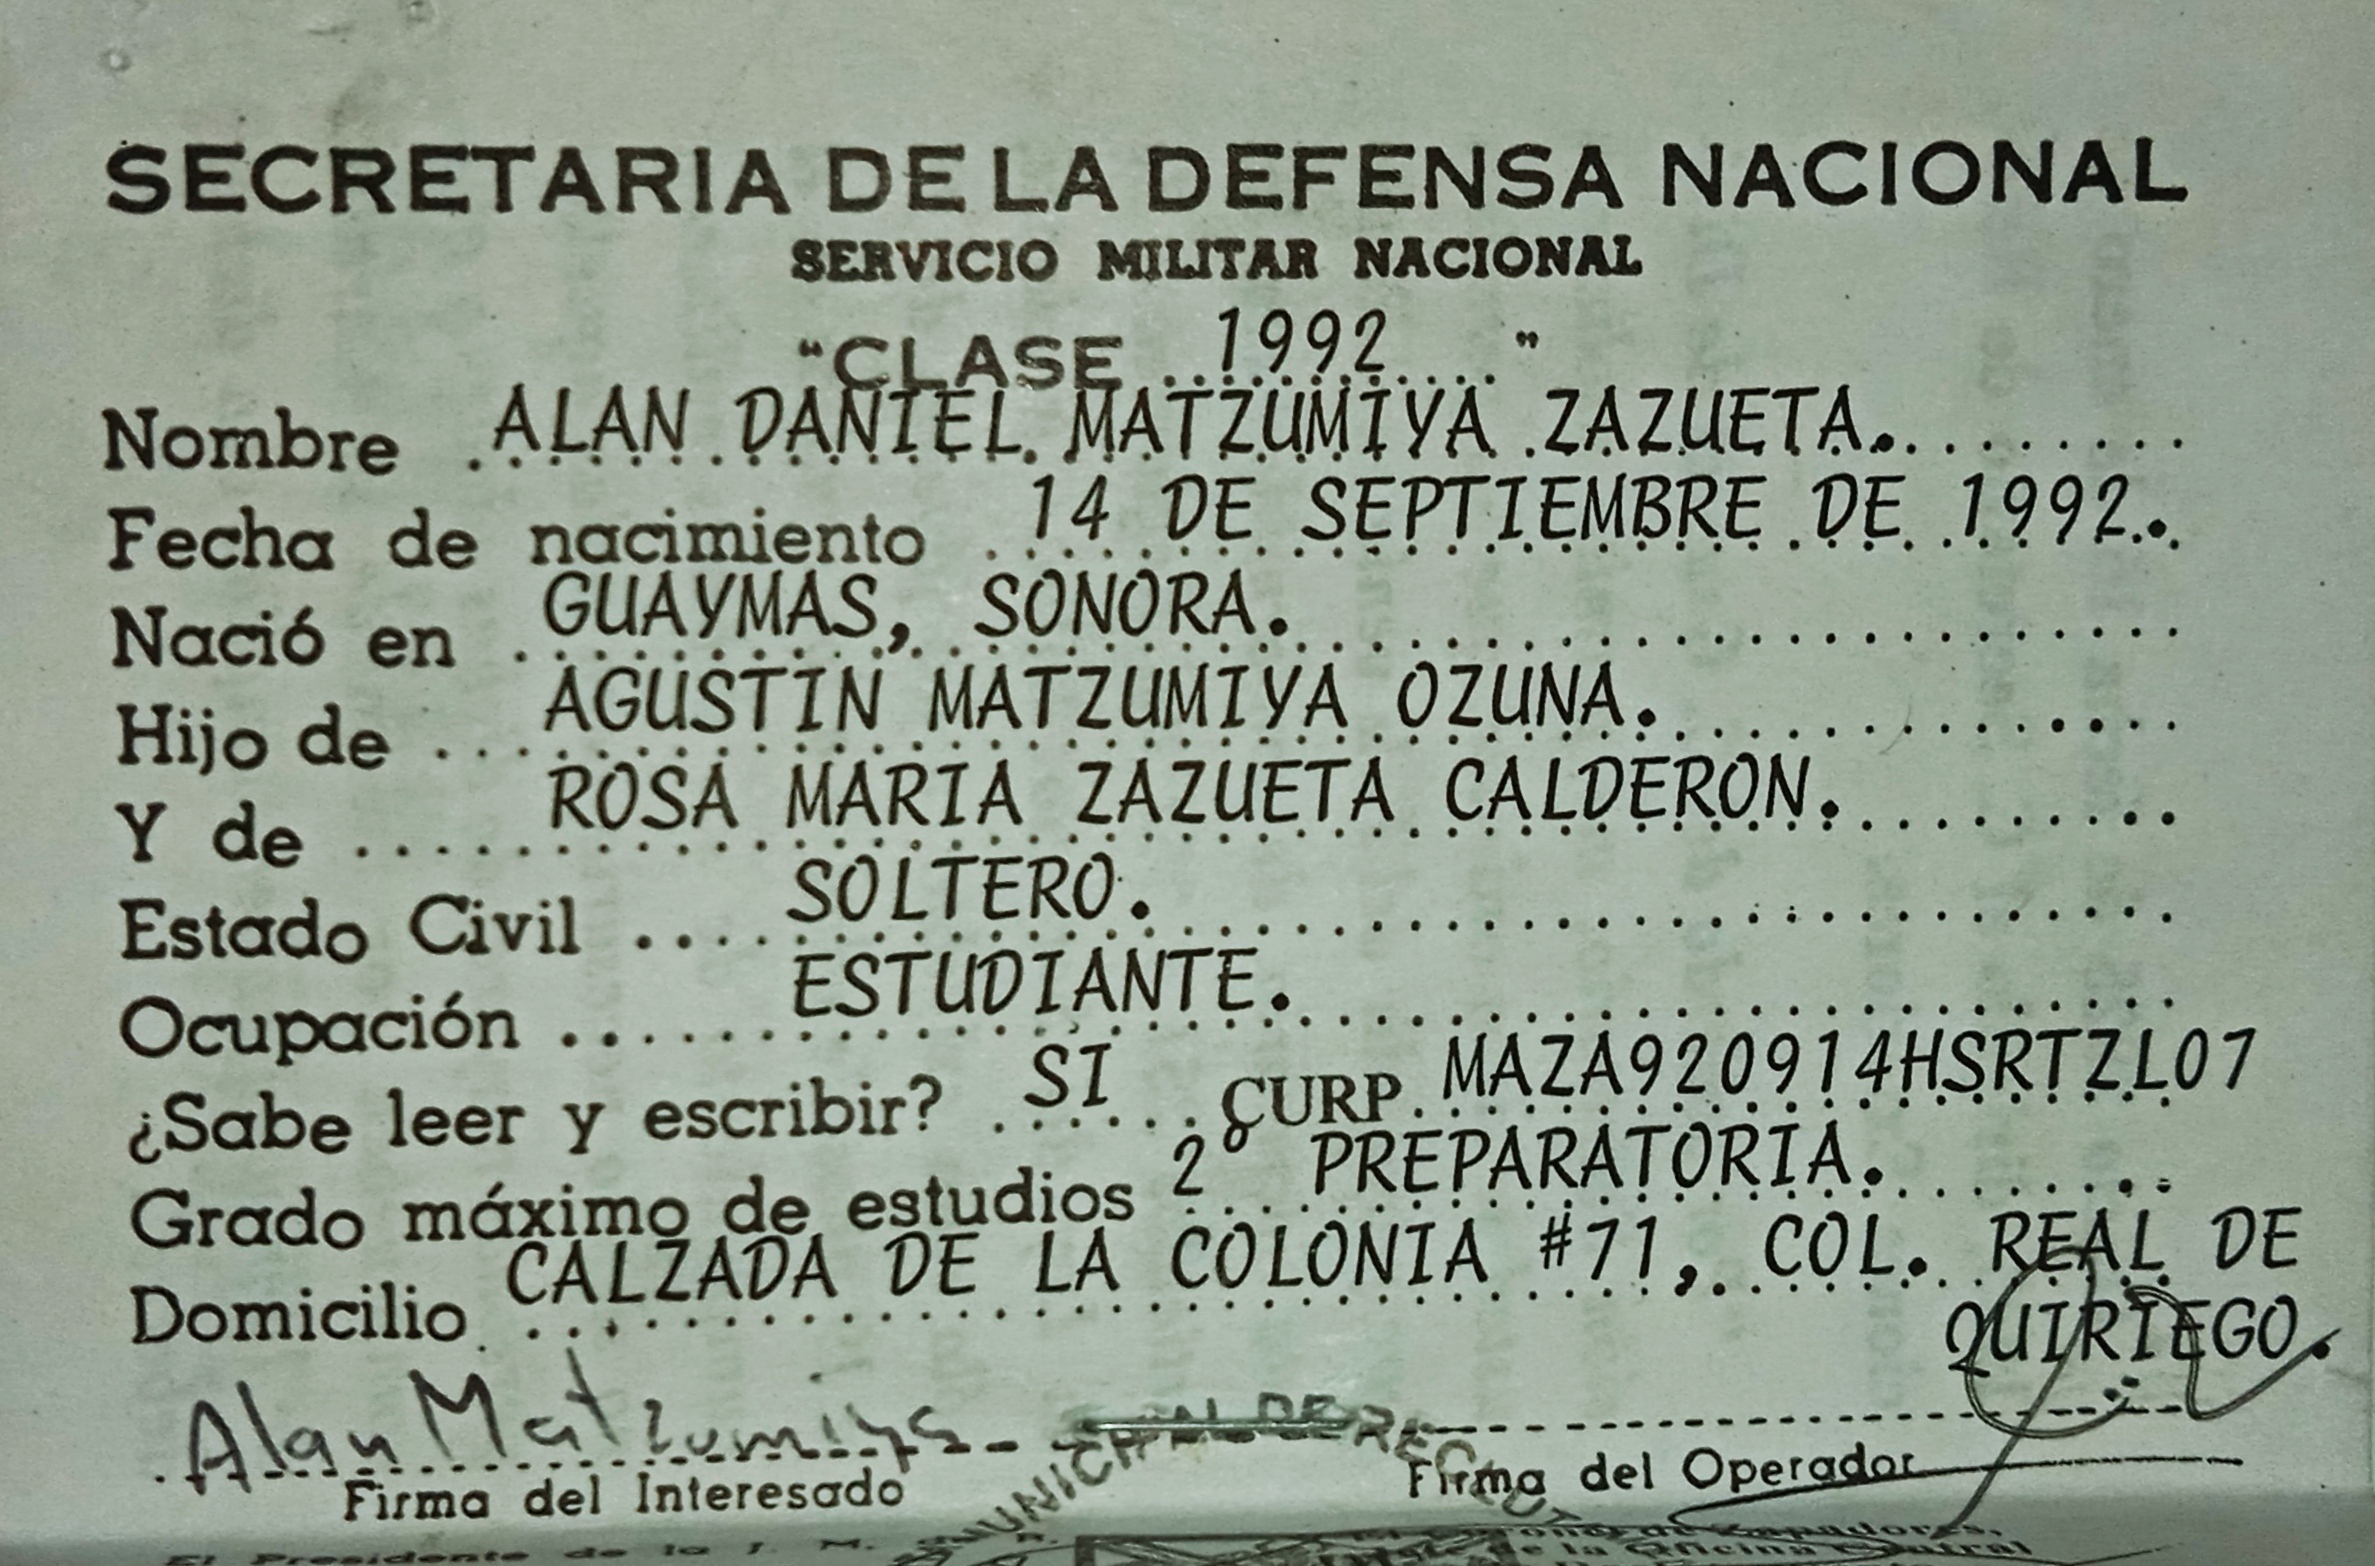 SECRETARIA DE LA DEFENSA NACIONAL
SERVICIO MILITAR NACIONAL
"CLASE 1992"
Nombre ALAN DANIEL MATZUMIYA ZAZUETA.
Fecha de nacimiento 14 DE SEPTIEMBRE DE 1992.
Nació en GUAYMAS, SONORA.
Hijo de AGUSTIN MATZUMIYA OZUNA.
Y de ROSA MARIA ZAZUETA CALDERON.
Estado Civil SOLTERO.
Ocupación ESTUDIANTE.
¿Sabe leer y escribir? SI CURP. MAZA920914HSRTZL07
Grado máximo de estudios 2° PREPARATORIA.
Domicilio CALZADA DE LA COLONIA #71, COL. REAL DE
QUIRIEGO.
Alan Matzumiya
Firma del Interesado Firma del Operador
El Presidente de la J. M.